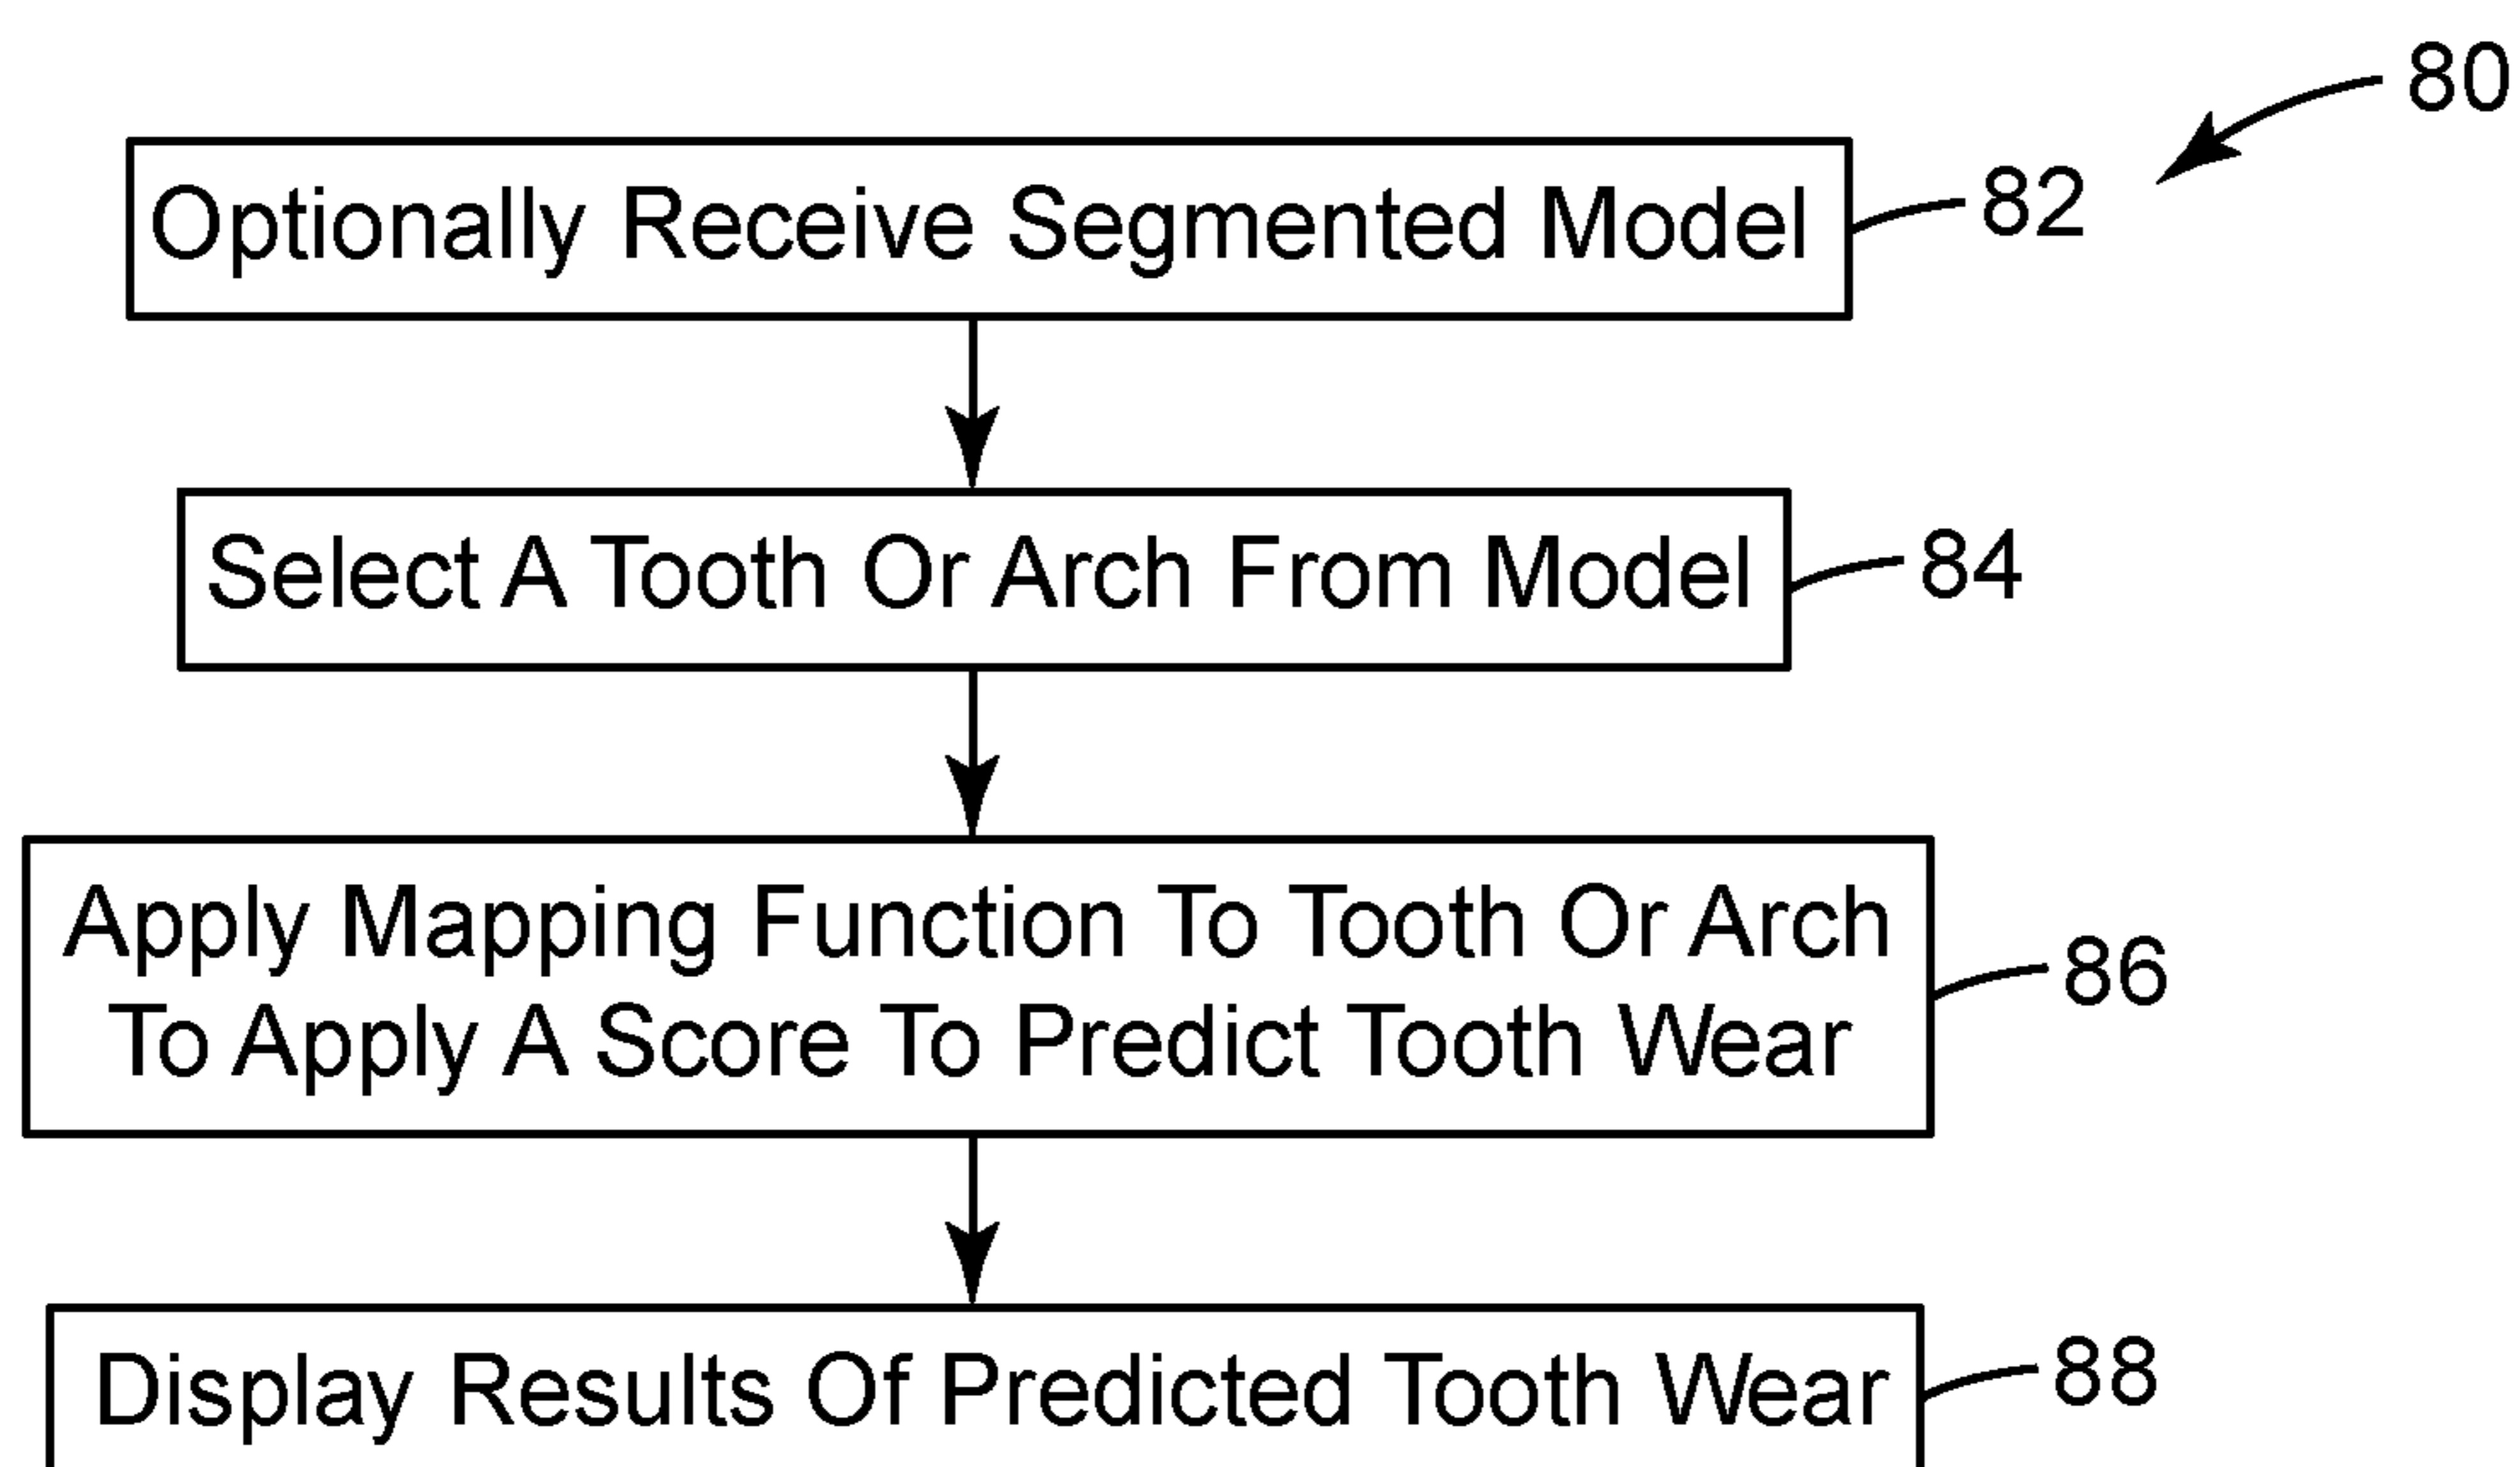 80
Optionally Receive Segmented Model
82
Select A Tooth Or Arch From Model
84
Apply Mapping Function To Tooth Or Arch
To Apply A Score To Predict Tooth Wear
86
Display Results Of Predicted Tooth Wear
88